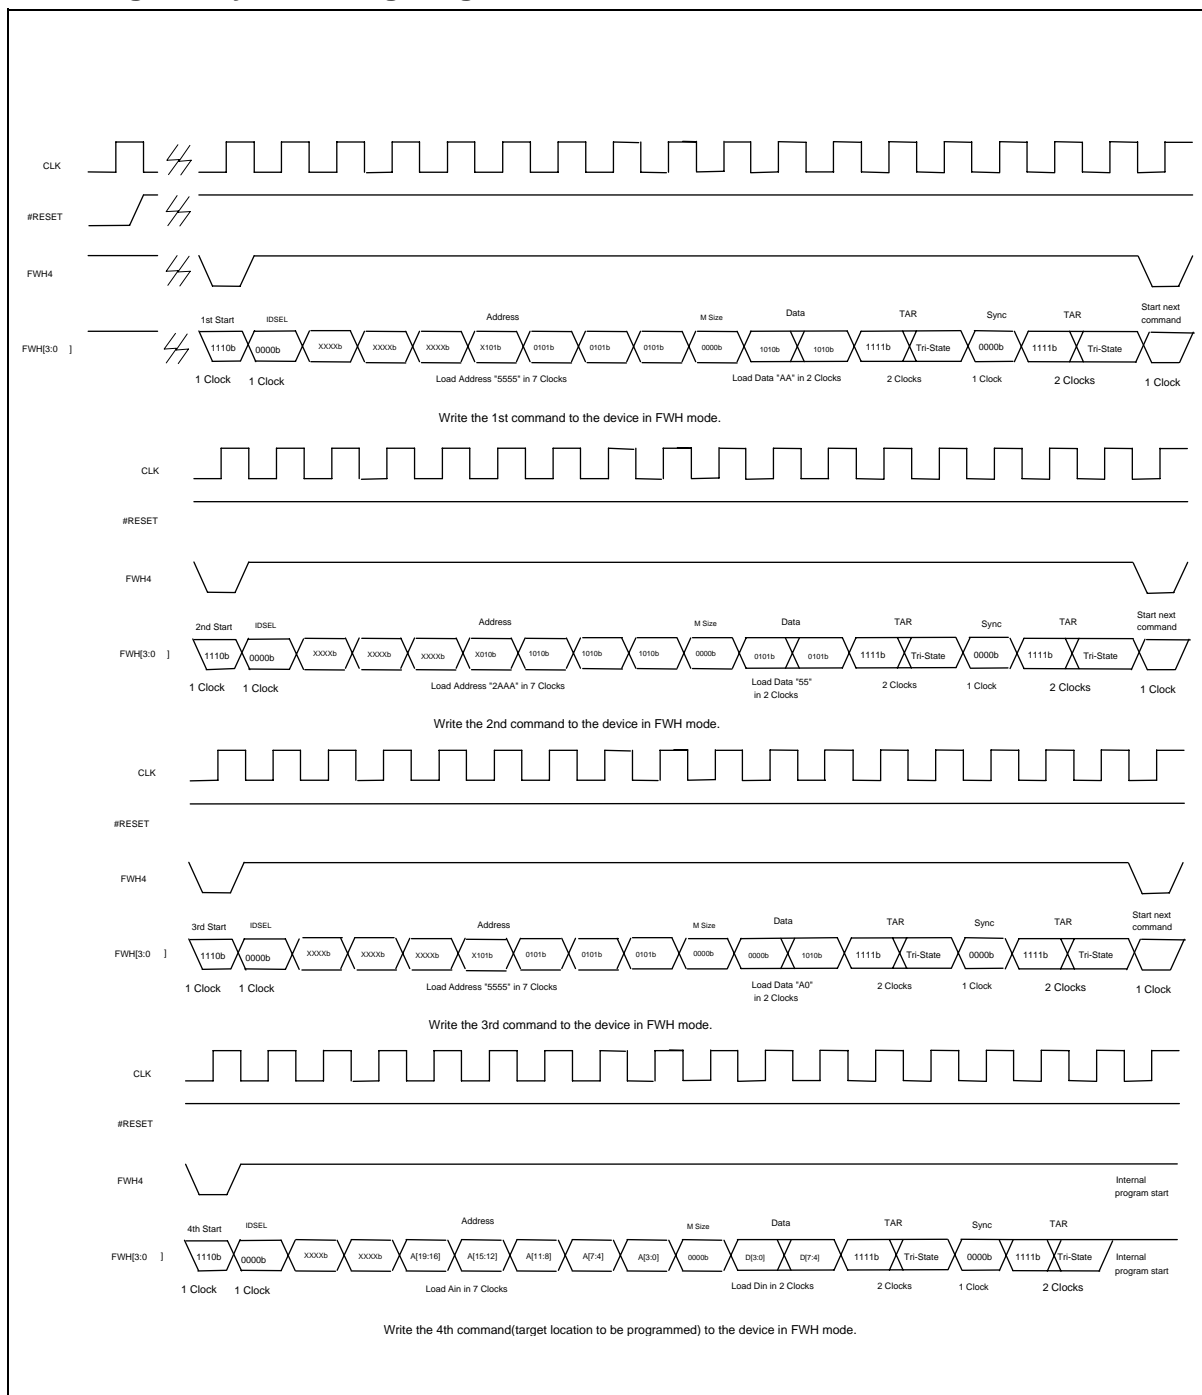 CLK
#RESET
FWH4
1st Start IDSEL Address M Size Data TAR Sync TAR Start next command
FWH[3:0 ] 1110b 0000b XXXXb XXXXb XXXXb X101b 0101b 0101b 0101b 0000b 1010b 1010b 1111b Tri-State 0000b 1111b Tri-State
1 Clock 1 Clock Load Address "5555" in 7 Clocks Load Data "AA" in 2 Clocks 2 Clocks 1 Clock 2 Clocks 1 Clock
Write the 1st command to the device in FWH mode.
CLK
#RESET
FWH4
2nd Start IDSEL Address M Size Data TAR Sync TAR Start next command
FWH[3:0 ] 1110b 0000b XXXXb XXXXb XXXXb X010b 1010b 1010b 1010b 0000b 0101b 0101b 1111b Tri-State 0000b 1111b Tri-State
1 Clock 1 Clock Load Address "2AAA" in 7 Clocks Load Data "55" in 2 Clocks 2 Clocks 1 Clock 2 Clocks 1 Clock
Write the 2nd command to the device in FWH mode.
CLK
#RESET
FWH4
3rd Start IDSEL Address M Size Data TAR Sync TAR Start next command
FWH[3:0 ] 1110b 0000b XXXXb XXXXb XXXXb X101b 0101b 0101b 0101b 0000b 0000b 1010b 1111b Tri-State 0000b 1111b Tri-State
1 Clock 1 Clock Load Address "5555" in 7 Clocks Load Data "A0" in 2 Clocks 2 Clocks 1 Clock 2 Clocks 1 Clock
Write the 3rd command to the device in FWH mode.
CLK
#RESET
FWH4 Internal program start
4th Start IDSEL Address M Size Data TAR Sync TAR
FWH[3:0 ] 1110b 0000b XXXXb XXXXb A[19:16] A[15:12] A[11:8] A[7:4] A[3:0] 0000b D[3:0] D[7:4] 1111b Tri-State 0000b 1111b Tri-State Internal program start
1 Clock 1 Clock Load Ain in 7 Clocks Load Din in 2 Clocks 2 Clocks 1 Clock 2 Clocks
Write the 4th command(target location to be programmed) to the device in FWH mode.